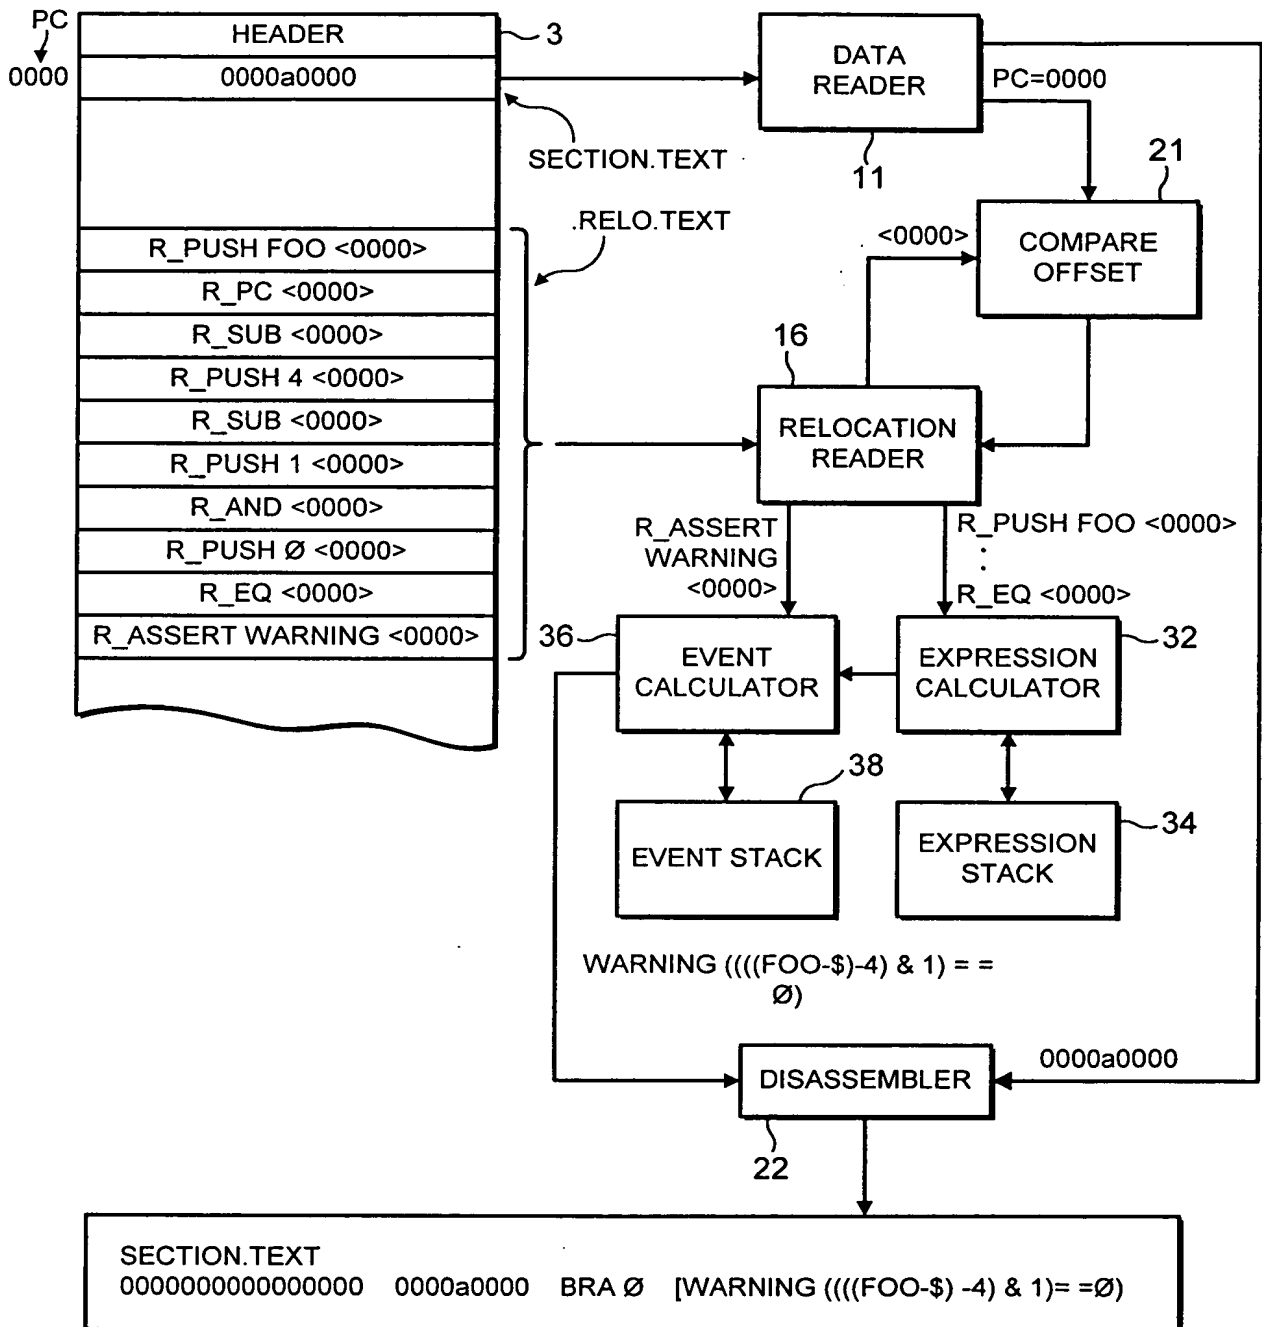 PC
HEADER
3
0000
0000a0000
SECTION.TEXT
.RELO.TEXT
R_PUSH FOO <0000>
R_PC <0000>
R_SUB <0000>
R_PUSH 4 <0000>
R_SUB <0000>
R_PUSH 1 <0000>
R_AND <0000>
R_PUSH Ø <0000>
R_EQ <0000>
R_ASSERT WARNING <0000>
DATA
READER
11
PC=0000
21
<0000>
COMPARE
OFFSET
16
RELOCATION
READER
R_ASSERT
WARNING
<0000>
R_PUSH FOO <0000>
.
.
.
R_EQ <0000>
36
EVENT
CALCULATOR
EXPRESSION
CALCULATOR
32
38
EVENT STACK
EXPRESSION
STACK
34
WARNING ((((FOO-$)-4) & 1) = =
Ø)
DISASSEMBLER
0000a0000
22
SECTION.TEXT
0000000000000000 0000a0000 BRA Ø [WARNING ((((FOO-$) -4) & 1)= =Ø)